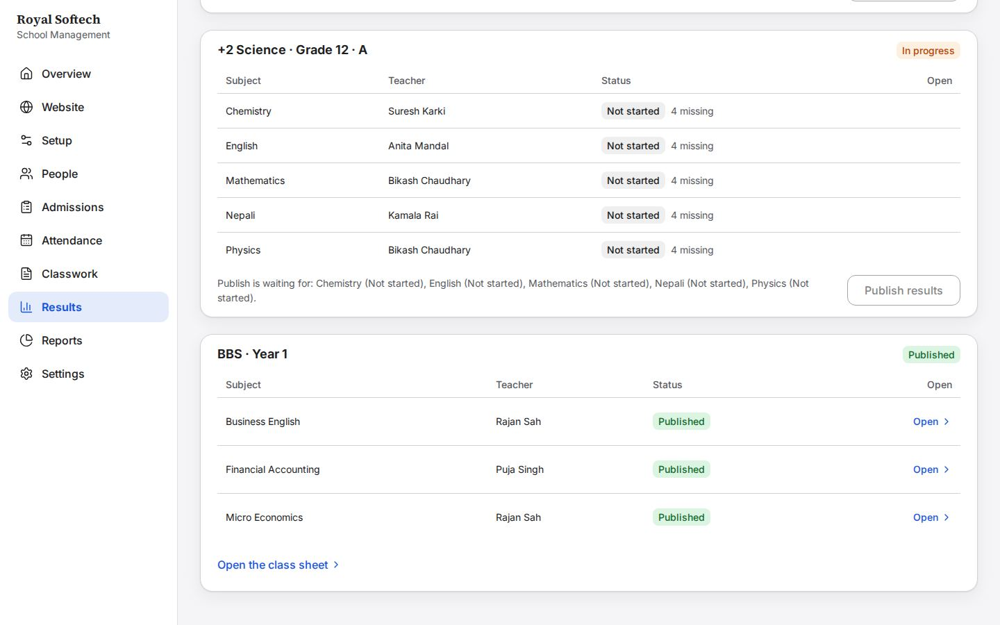 Royal Softech
School Management
Overview
Website
Setup
People
Admissions
Attendance
Classwork
Results
Reports
Settings
+2 Science · Grade 12 · A
In progress
Subject Teacher Status Open
Chemistry Suresh Karki Not started 4 missing
English Anita Mandal Not started 4 missing
Mathematics Bikash Chaudhary Not started 4 missing
Nepali Kamala Rai Not started 4 missing
Physics Bikash Chaudhary Not started 4 missing
Publish is waiting for: Chemistry (Not started), English (Not started), Mathematics (Not started), Nepali (Not started), Physics (Not
started).
Publish results
BBS · Year 1
Published
Subject Teacher Status Open
Business English Rajan Sah Published Open
Financial Accounting Puja Singh Published Open
Micro Economics Rajan Sah Published Open
Open the class sheet